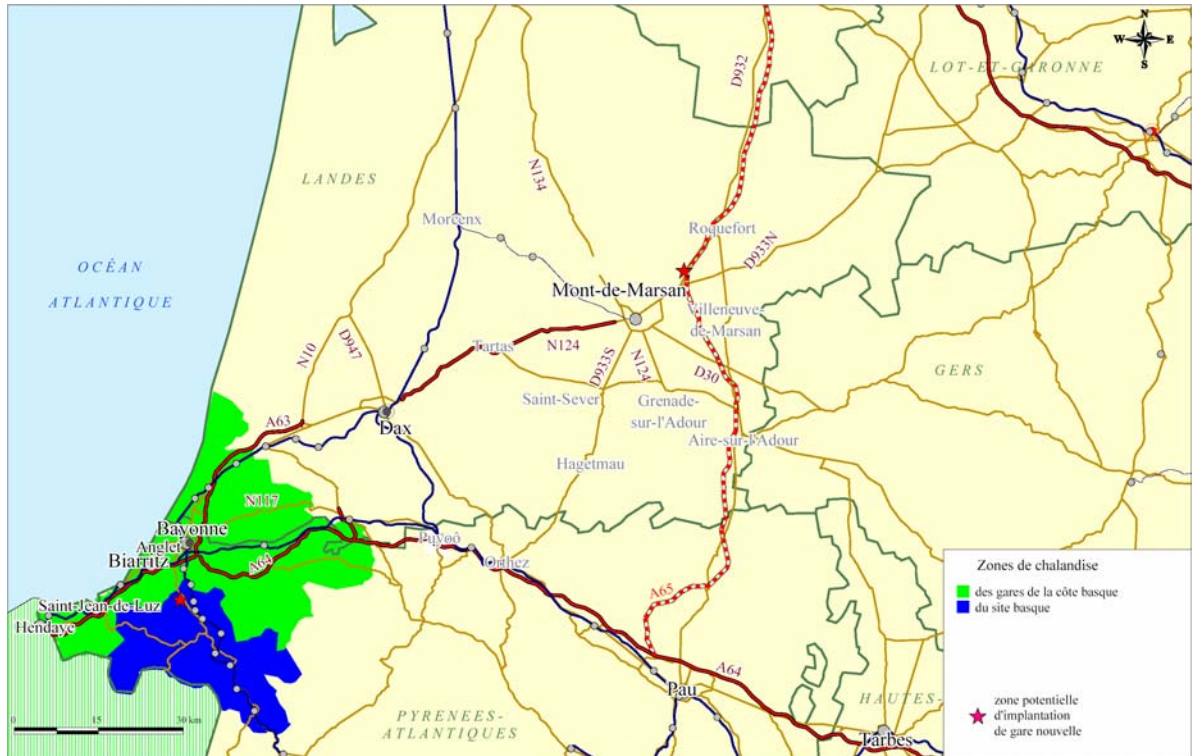 N
W E
S
LOT-ET-GARONNE
D932
LANDES
N134
Morcenx
Roquefort
D933N
OCÉAN
ATLANTIQUE
Mont-de-Marsan
Villeneuve-
de-Marsan
N10
D947
Tartas
N124
D933S
N124
D30
GERS
Saint-Sever
Grenade-
sur-l'Adour
A63
Dax
Aire-sur-l'Adour
Hagetmau
N117
Bayonne
Anglet
Biarritz
A64
Puyoô
Orthez
Zones de chalandise
des gares de la côte basque
du site basque
Saint-Jean-de-Luz
Hendaye
A65
A64
Pau
zone potentielle
d'implantation
de gare nouvelle
0 15 30 km
PYRENEES-
ATLANTIQUES
HAUTES-
Tarbes